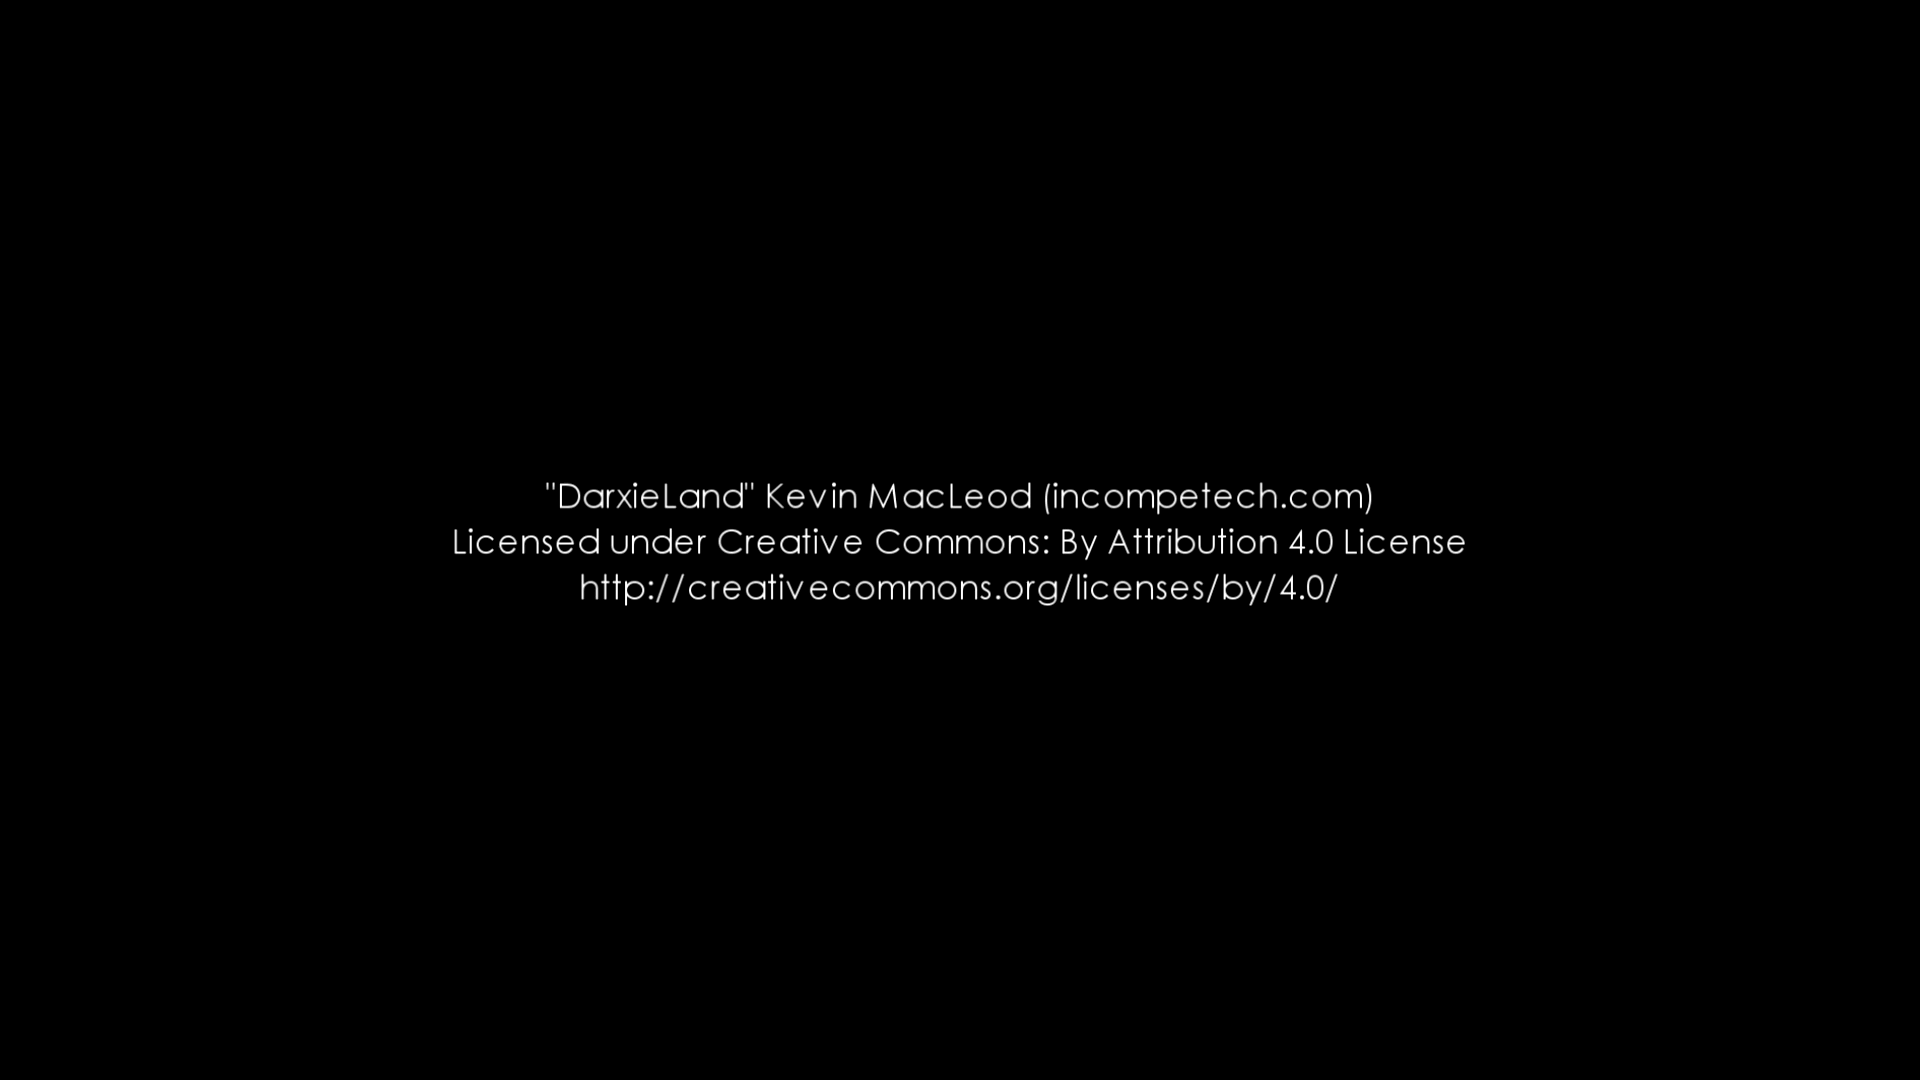 "DarxieLand" Kevin MacLeod (incompetech.com)
Licensed under Creative Commons: By Attribution 4.0 License
http://creativecommons.org/licenses/by/4.0/